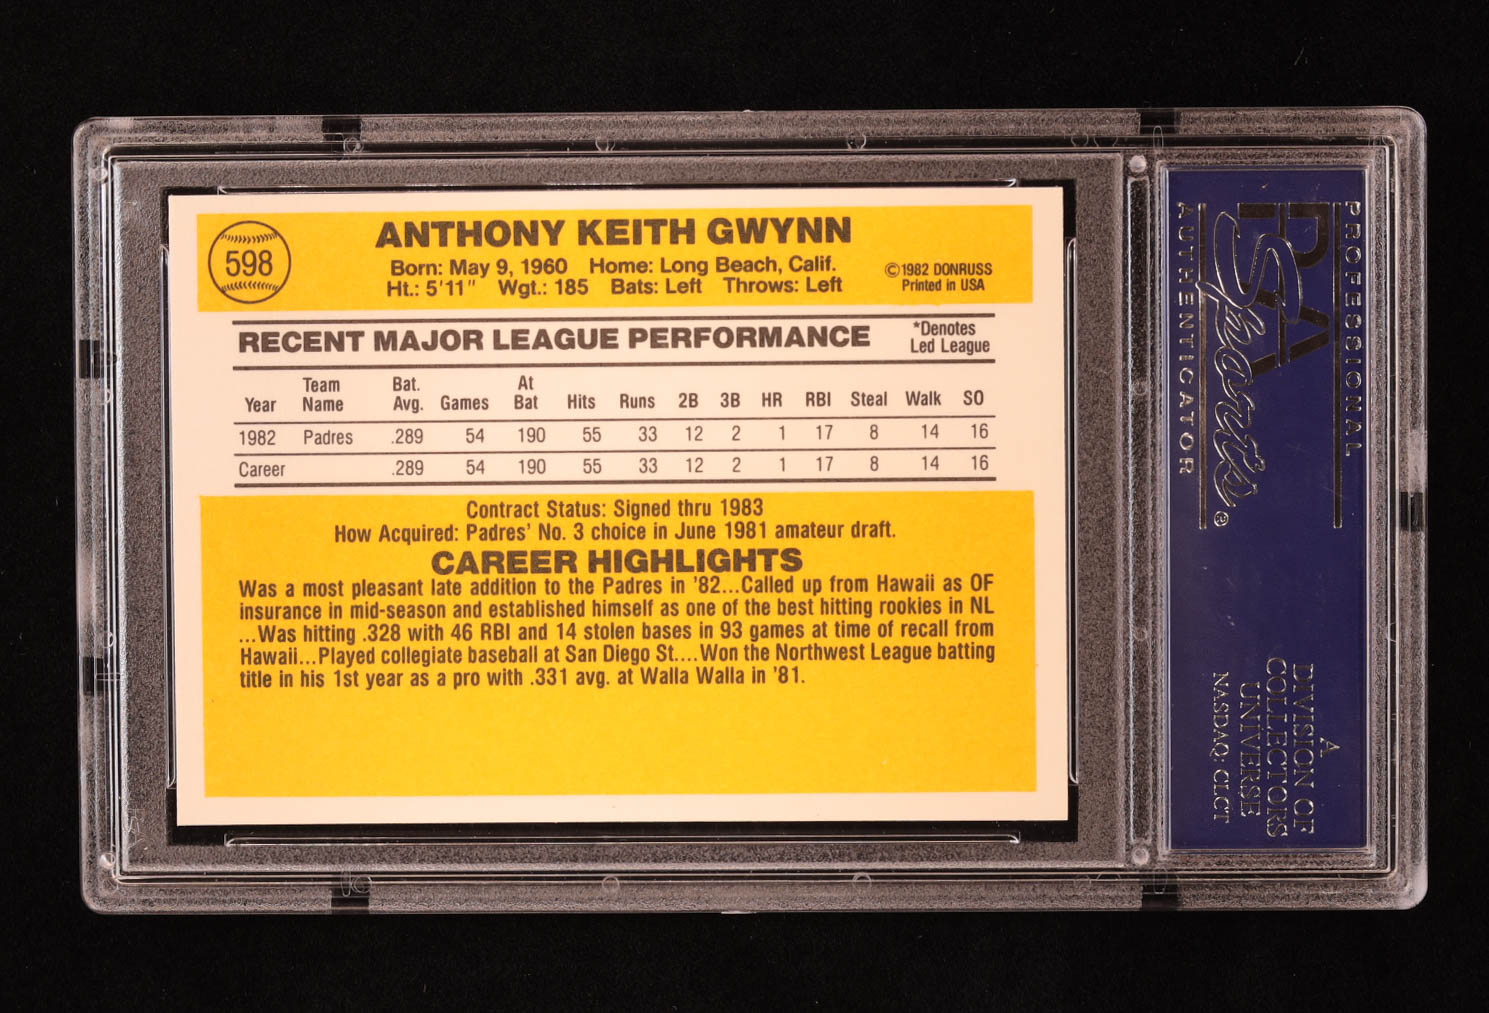 598
ANTHONY KEITH GWYNN
Born: May 9, 1960 Home: Long Beach, Calif.
Ht.: 5'11" Wgt.: 185 Bats: Left Throws: Left
©1982 DONRUSS
Printed in USA
RECENT MAJOR LEAGUE PERFORMANCE
*Denotes
Led League
Year Team Name Bat. Avg. Games At Bat Hits Runs 2B 3B HR RBI Steal Walk SO
1982 Padres .289 54 190 55 33 12 2 1 17 8 14 16
Career .289 54 190 55 33 12 2 1 17 8 14 16
Contract Status: Signed thru 1983
How Acquired: Padres' No. 3 choice in June 1981 amateur draft.
CAREER HIGHLIGHTS
Was a most pleasant late addition to the Padres in '82...Called up from Hawaii as OF
insurance in mid-season and established himself as one of the best hitting rookies in NL
...Was hitting .328 with 46 RBI and 14 stolen bases in 93 games at time of recall from
Hawaii...Played collegiate baseball at San Diego St....Won the Northwest League batting
title in his 1st year as a pro with .331 avg. at Walla Walla in '81.
PROFESSIONAL
PSA
Sports®
AUTHENTICATOR
A
DIVISION OF
COLLECTORS
UNIVERSE
NASDAQ: CLCT